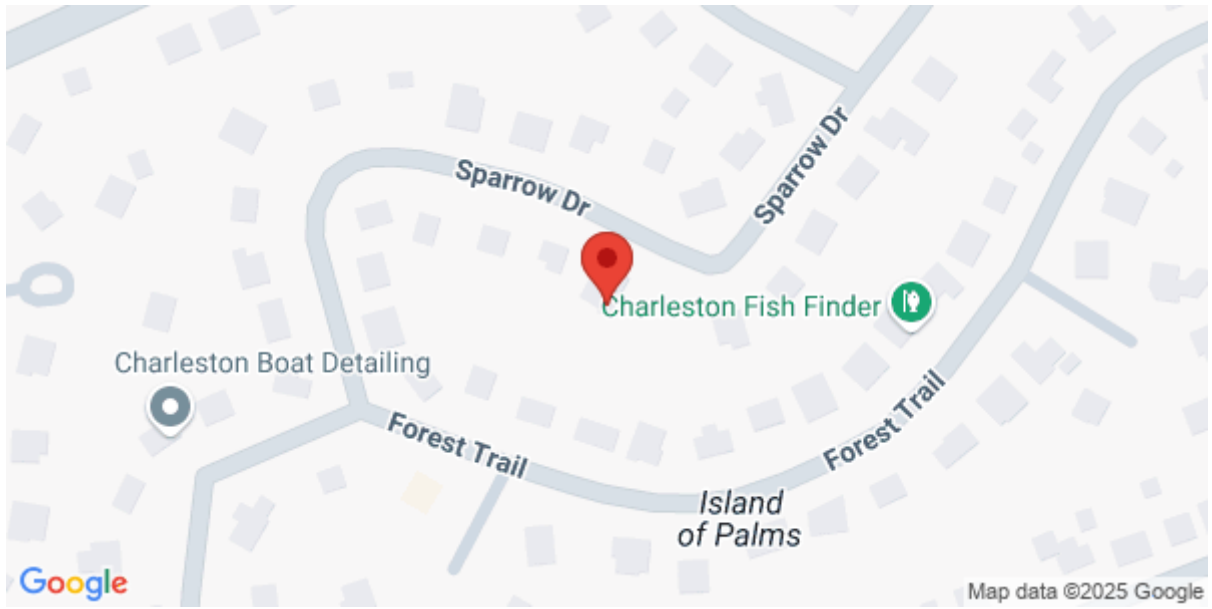 Sparrow Dr
Sparrow Dr
Charleston Fish Finder
Charleston Boat Detailing
Forest Trail
Forest Trail
Island
of Palms
Google
Map data ©2025 Google